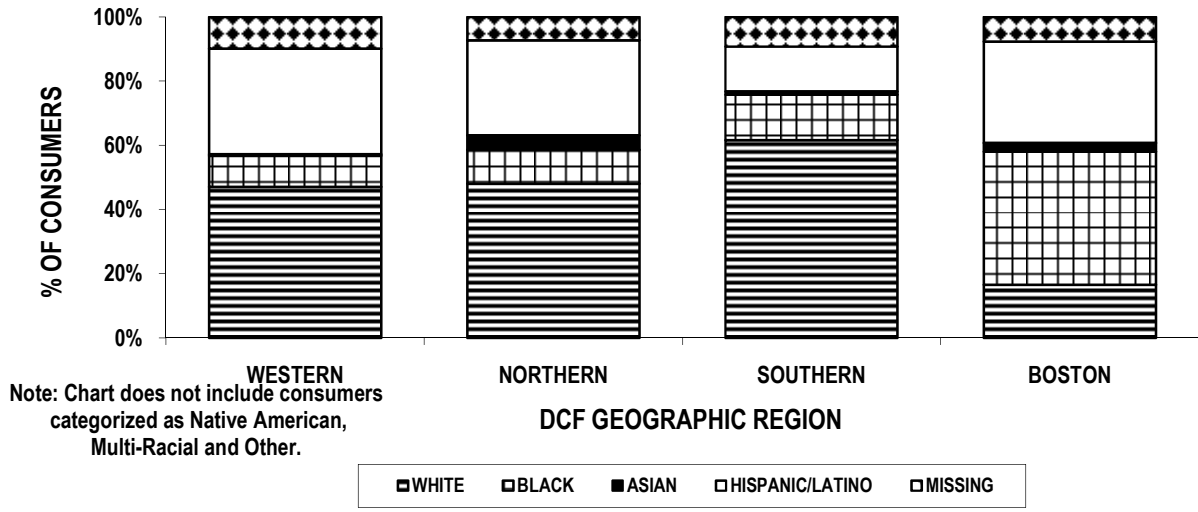 100%
80%
60%
40%
20%
0%
% OF CONSUMERS
WESTERN NORTHERN SOUTHERN BOSTON
Note: Chart does not include consumers
categorized as Native American,
Multi-Racial and Other.
DCF GEOGRAPHIC REGION
WHITE BLACK ASIAN HISPANIC/LATINO MISSING